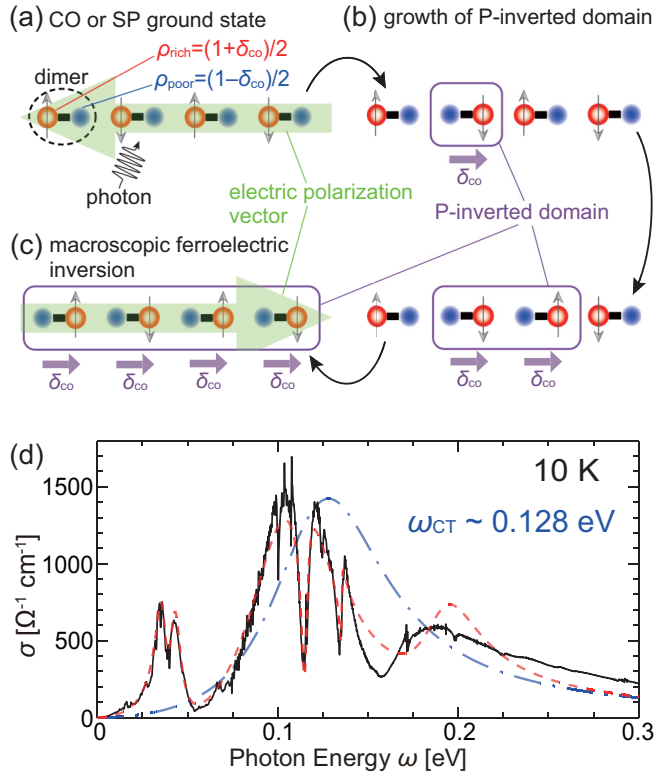 (a) CO or SP ground state
ρrich=(1+δco)/2
dimer ρpoor=(1−δco)/2
photon
electric polarization
vector
(b) growth of P-inverted domain
δco
P-inverted domain
(c) macroscopic ferroelectric
inversion
δco δco δco δco
δco δco
(d)
10 K
ωCT ~ 0.128 eV
1500
1000
500
0
σ [Ω⁻¹ cm⁻¹]
0 0.1 0.2 0.3
Photon Energy ω [eV]